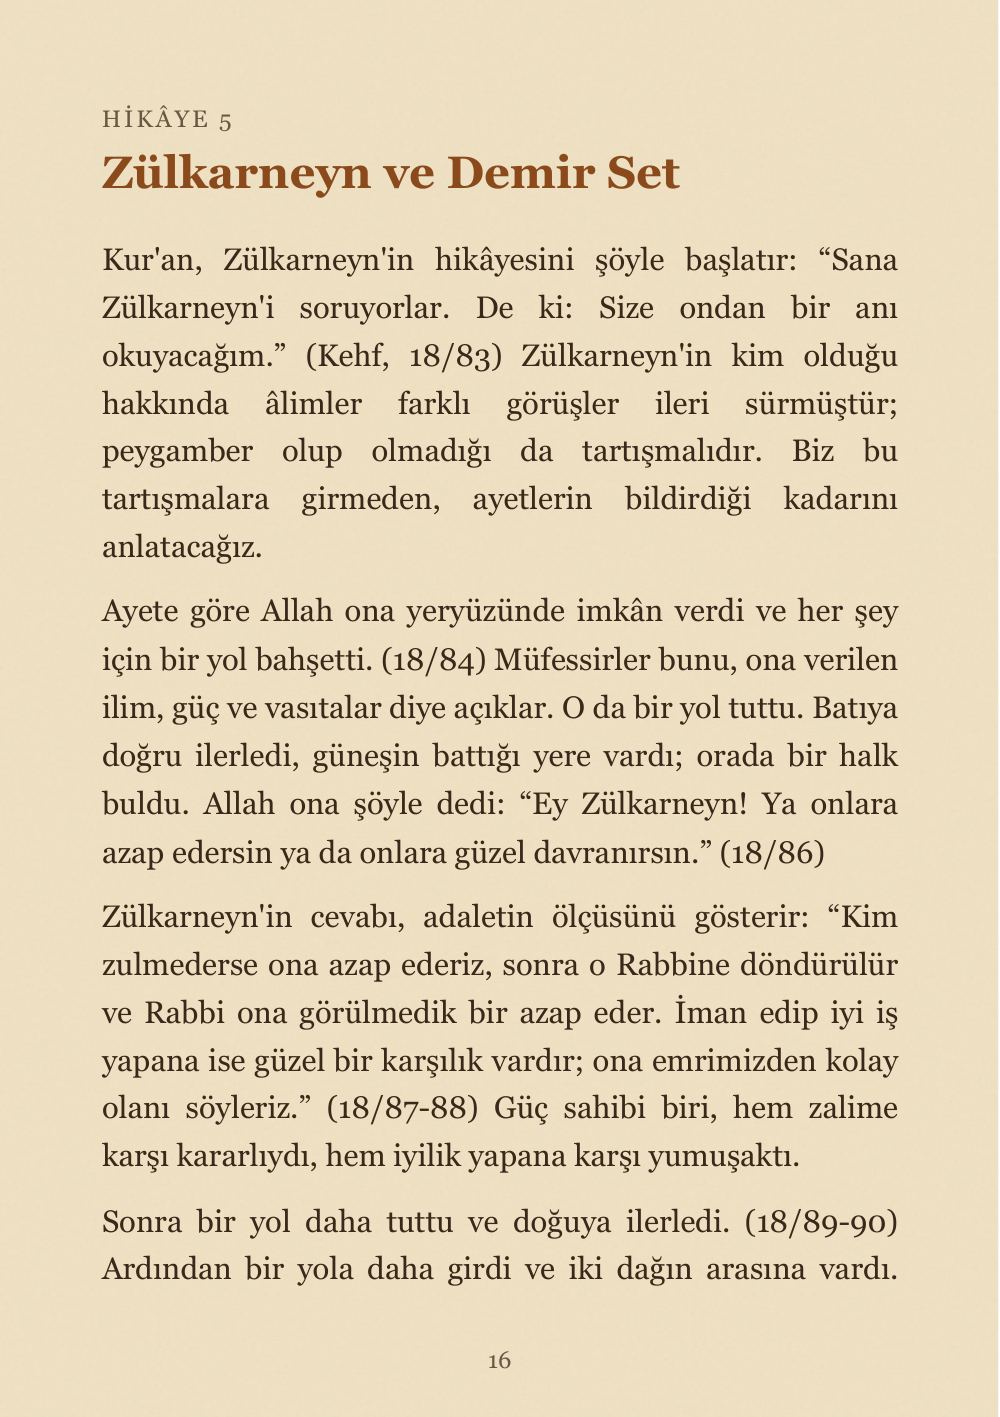 HİKÂYE 5
Zülkarneyn ve Demir Set
Kur'an, Zülkarneyn'in hikâyesini şöyle başlatır: “Sana
Zülkarneyn'i soruyorlar. De ki: Size ondan bir anı
okuyacağım.” (Kehf, 18/83) Zülkarneyn'in kim olduğu
hakkında âlimler farklı görüşler ileri sürmüştür;
peygamber olup olmadığı da tartışmalıdır. Biz bu
tartışmalara girmeden, ayetlerin bildirdiği kadarını
anlatacağız.
Ayete göre Allah ona yeryüzünde imkân verdi ve her şey
için bir yol bahşetti. (18/84) Müfessirler bunu, ona verilen
ilim, güç ve vasıtalar diye açıklar. O da bir yol tuttu. Batıya
doğru ilerledi, güneşin battığı yere vardı; orada bir halk
buldu. Allah ona şöyle dedi: “Ey Zülkarneyn! Ya onlara
azap edersin ya da onlara güzel davranırsın.” (18/86)
Zülkarneyn'in cevabı, adaletin ölçüsünü gösterir: “Kim
zulmederse ona azap ederiz, sonra o Rabbine döndürülür
ve Rabbi ona görülmedik bir azap eder. İman edip iyi iş
yapana ise güzel bir karşılık vardır; ona emrimizden kolay
olanı söyleriz.” (18/87-88) Güç sahibi biri, hem zalime
karşı kararlıydı, hem iyilik yapana karşı yumuşaktı.
Sonra bir yol daha tuttu ve doğuya ilerledi. (18/89-90)
Ardından bir yola daha girdi ve iki dağın arasına vardı.
16